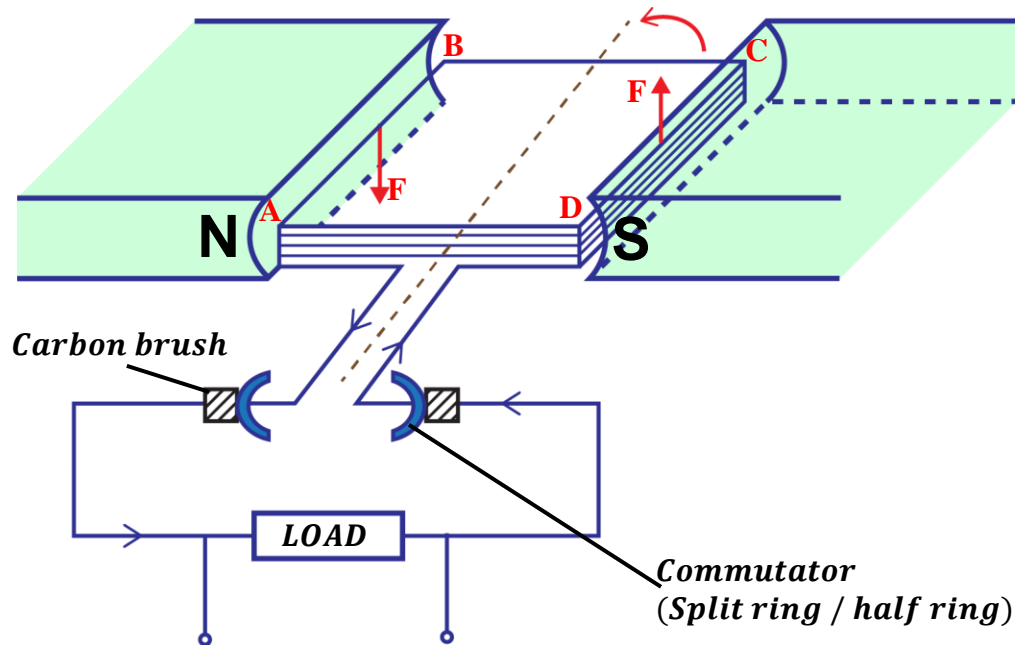 B
C
F
F
A
D
N
S
Carbon brush
LOAD
Commutator
(Split ring / half ring)